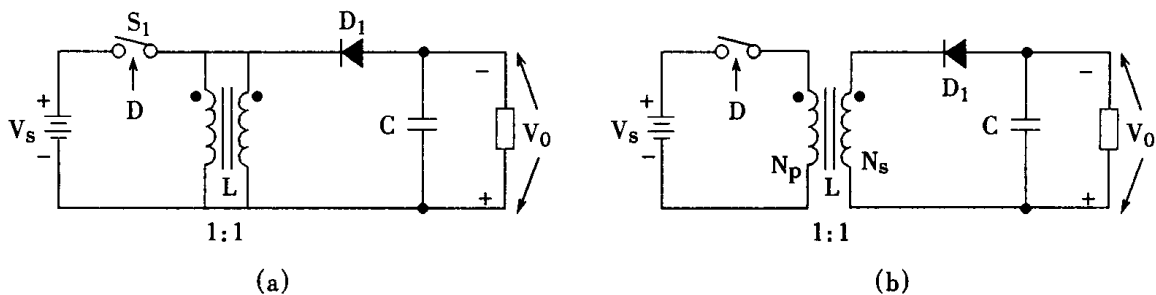 S₁
D₁
+
Vₛ
−
D
L
C
−
V₀
+
1:1
(a)
+
Vₛ
−
D
Nₚ
L
Nₛ
D₁
C
−
V₀
+
1:1
(b)